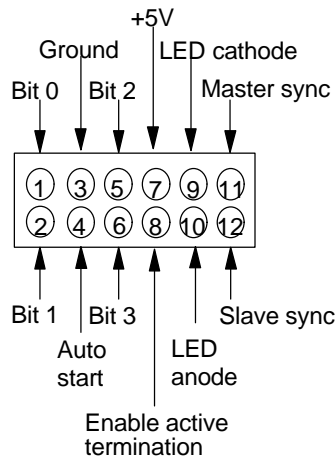 +5V
Ground LED cathode
Bit 0 Bit 2 Master sync
1 3 5 7 9 11
2 4 6 8 10 12
Bit 1 Bit 3 Slave sync
Auto LED
start anode
Enable active
termination